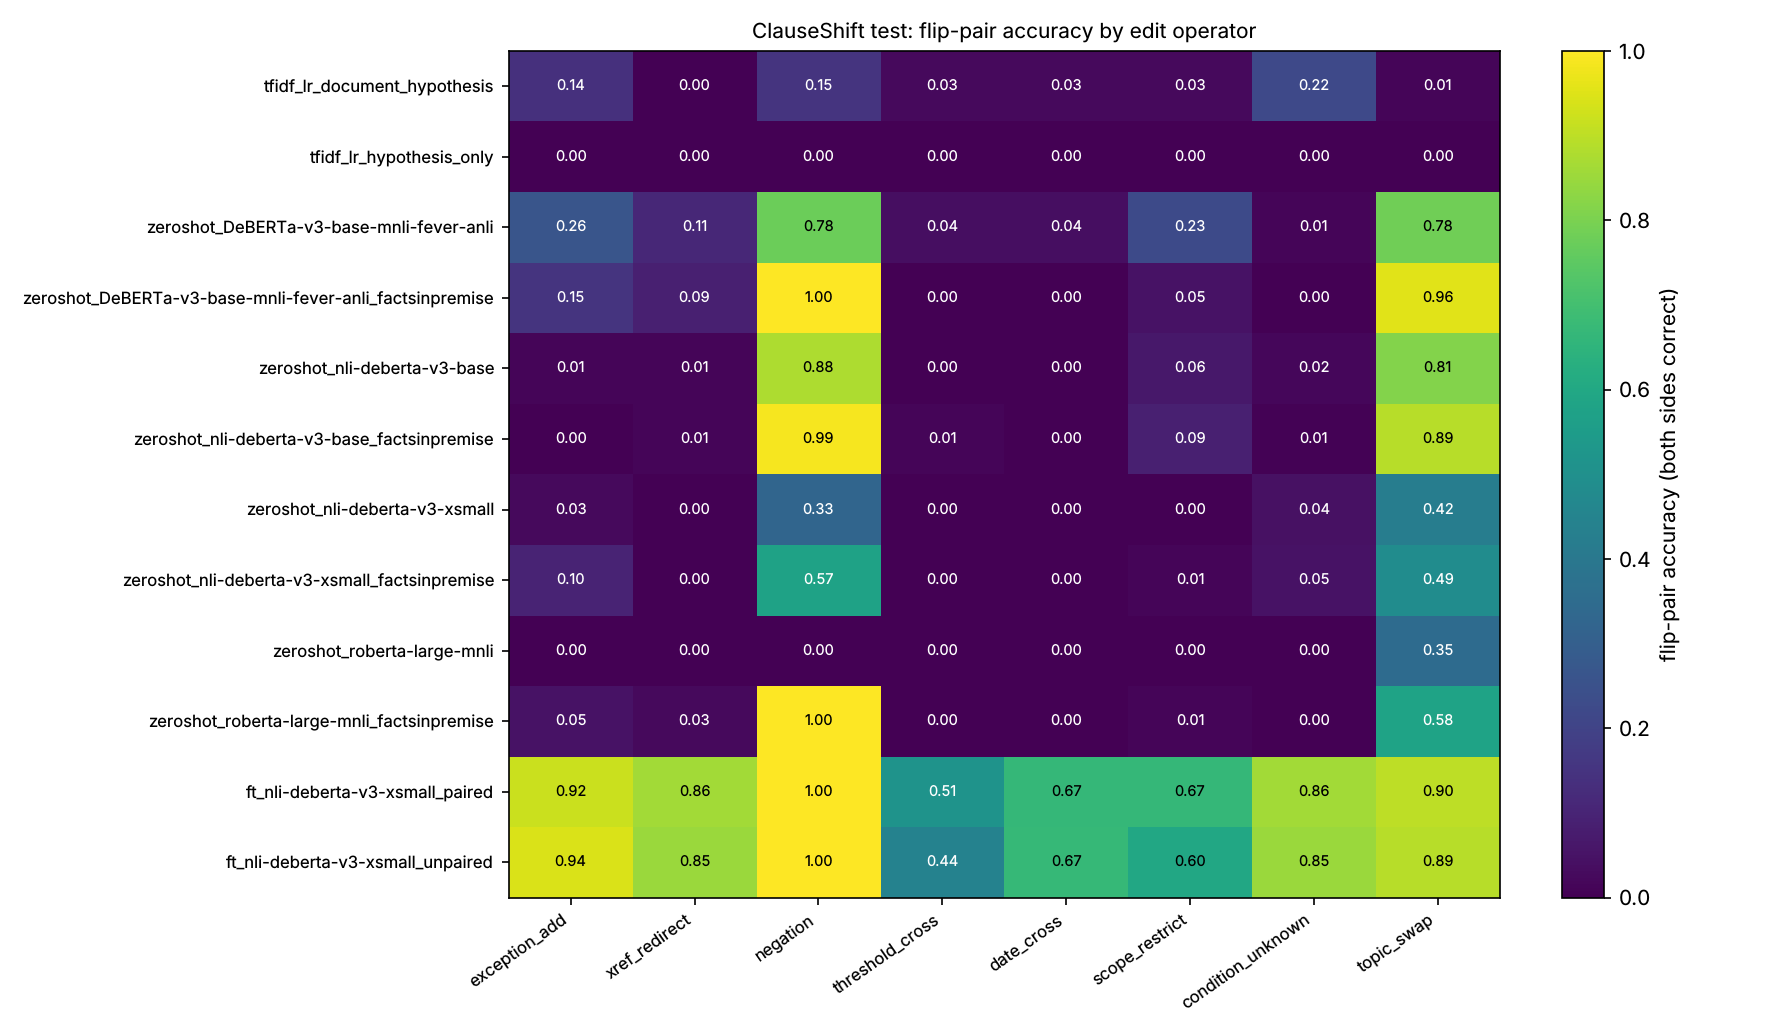 ClauseShift test: flip-pair accuracy by edit operator
tfidf_lr_document_hypothesis 0.14 0.00 0.15 0.03 0.03 0.03 0.22 0.01
tfidf_lr_hypothesis_only 0.00 0.00 0.00 0.00 0.00 0.00 0.00 0.00
zeroshot_DeBERTa-v3-base-mnli-fever-anli 0.26 0.11 0.78 0.04 0.04 0.23 0.01 0.78
zeroshot_DeBERTa-v3-base-mnli-fever-anli_factsinpremise 0.15 0.09 1.00 0.00 0.00 0.05 0.00 0.96
zeroshot_nli-deberta-v3-base 0.01 0.01 0.88 0.00 0.00 0.06 0.02 0.81
zeroshot_nli-deberta-v3-base_factsinpremise 0.00 0.01 0.99 0.01 0.00 0.09 0.01 0.89
zeroshot_nli-deberta-v3-xsmall 0.03 0.00 0.33 0.00 0.00 0.00 0.04 0.42
zeroshot_nli-deberta-v3-xsmall_factsinpremise 0.10 0.00 0.57 0.00 0.00 0.01 0.05 0.49
zeroshot_roberta-large-mnli 0.00 0.00 0.00 0.00 0.00 0.00 0.00 0.35
zeroshot_roberta-large-mnli_factsinpremise 0.05 0.03 1.00 0.00 0.00 0.01 0.00 0.58
ft_nli-deberta-v3-xsmall_paired 0.92 0.86 1.00 0.51 0.67 0.67 0.86 0.90
ft_nli-deberta-v3-xsmall_unpaired 0.94 0.85 1.00 0.44 0.67 0.60 0.85 0.89
exception_add xref_redirect negation threshold_cross date_cross scope_restrict condition_unknown topic_swap
1.0
0.8
0.6
0.4
0.2
0.0
flip-pair accuracy (both sides correct)